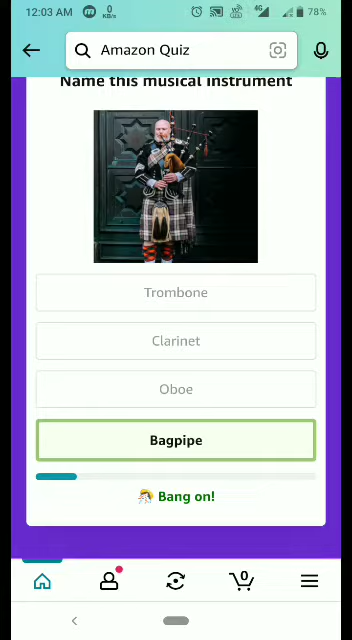 12:03 AM 0 KB/s 4G 78%
Amazon Quiz
Name this musical instrument
Trombone
Clarinet
Oboe
Bagpipe
Bang on!
0